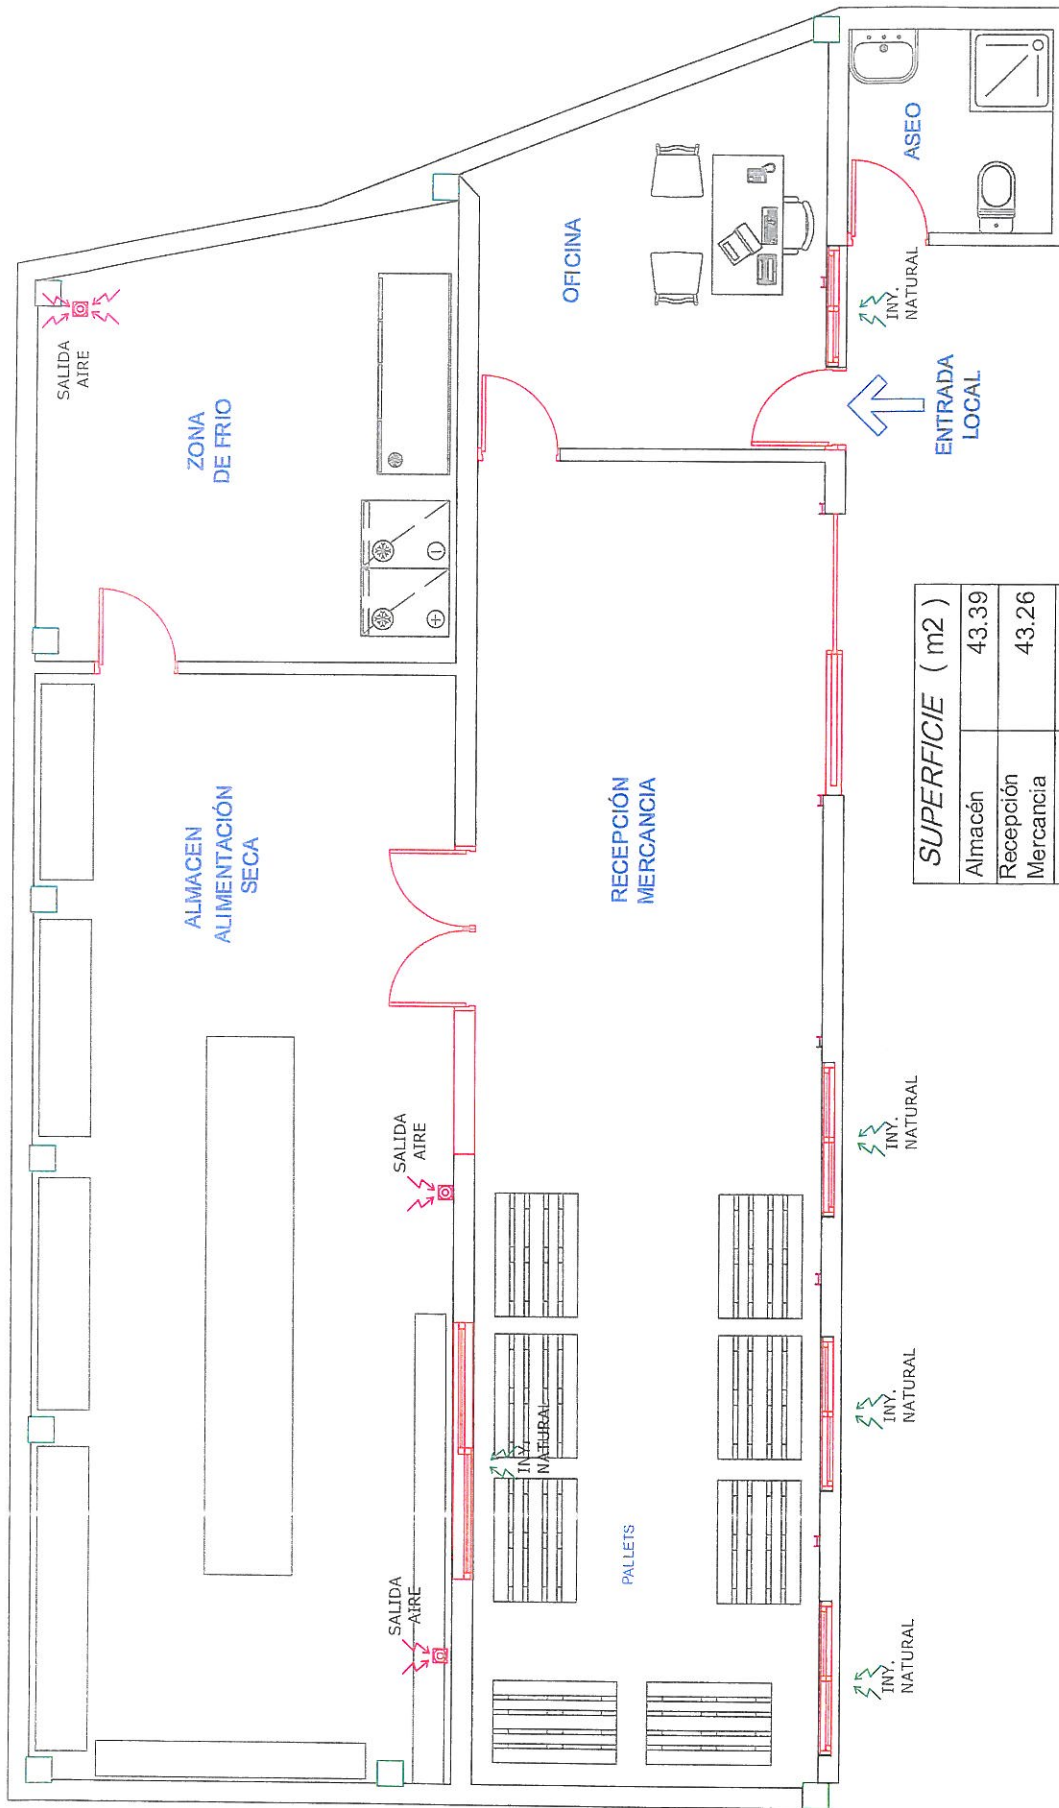 SALIDA
AIRE
ZONA
DE FRIO
OFICINA
ASEO
INY.
NATURAL
ENTRADA
LOCAL
ALMACEN
ALIMENTACIÓN
SECA
RECEPCIÓN
MERCANCIA
SALIDA
AIRE
INY.
NATURAL
INY.
NATURAL
INY.
NATURAL
PALLETS
SALIDA
AIRE
INY.
NATURAL
SUPERFICIE ( m2 )
Almacén 43.39
Recepción
Mercancia 43.26